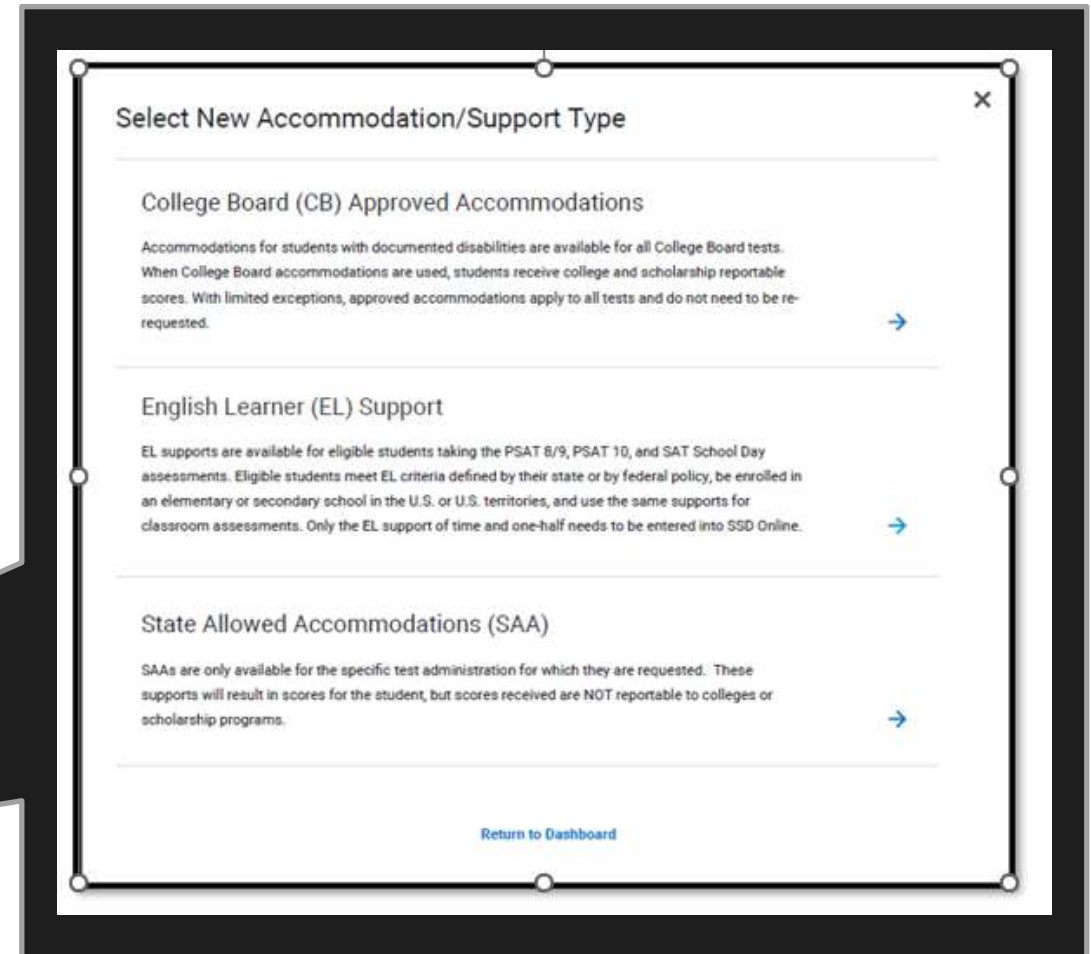 Select New Accommodation/Support Type
×
College Board (CB) Approved Accommodations
Accommodations for students with documented disabilities are available for all College Board tests.
When College Board accommodations are used, students receive college and scholarship reportable
scores. With limited exceptions, approved accommodations apply to all tests and do not need to be re-
requested.
English Learner (EL) Support
EL supports are available for eligible students taking the PSAT 8/9, PSAT 10, and SAT School Day
assessments. Eligible students meet EL criteria defined by their state or by federal policy, be enrolled in
an elementary or secondary school in the U.S. or U.S. territories, and use the same supports for
classroom assessments. Only the EL support of time and one-half needs to be entered into SSD Online.
State Allowed Accommodations (SAA)
SAAs are only available for the specific test administration for which they are requested. These
supports will result in scores for the student, but scores received are NOT reportable to colleges or
scholarship programs.
Return to Dashboard